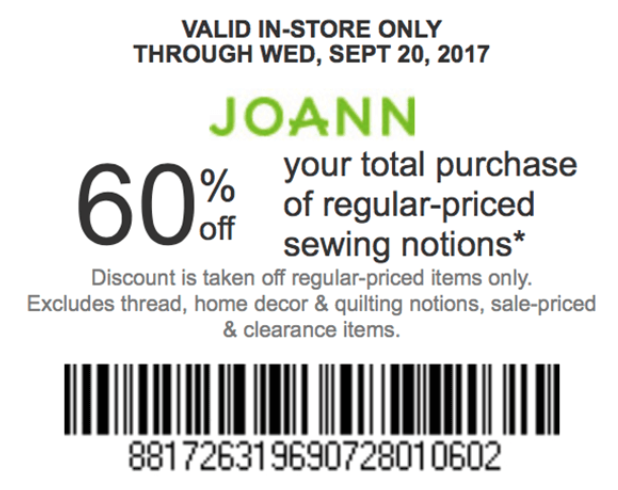 VALID IN-STORE ONLY
THROUGH WED, SEPT 20, 2017
JOANN
60% off
your total purchase
of regular-priced
sewing notions*
Discount is taken off regular-priced items only.
Excludes thread, home decor & quilting notions, sale-priced
& clearance items.
88172631969072801​0602